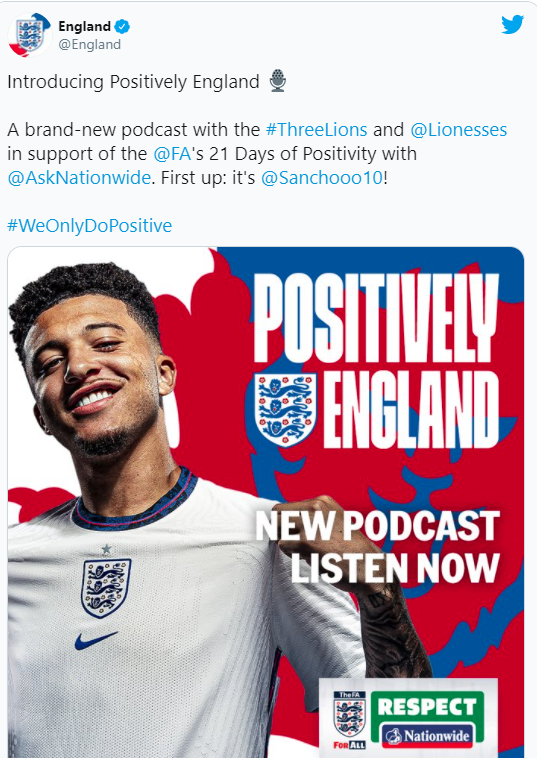 England
@England
Introducing Positively England
A brand-new podcast with the #ThreeLions and @Lionesses
in support of the @FA's 21 Days of Positivity with
@AskNationwide. First up: it's @Sanchooo10!
#WeOnlyDoPositive
POSITIVELY
ENGLAND
NEW PODCAST
LISTEN NOW
The FA
FOR ALL
RESPECT
Nationwide